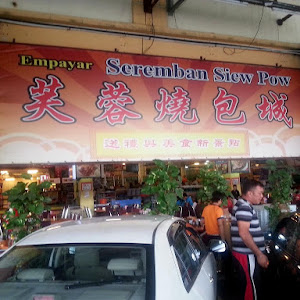 Empayar Seremban Siew Pow
芙蓉燒包城